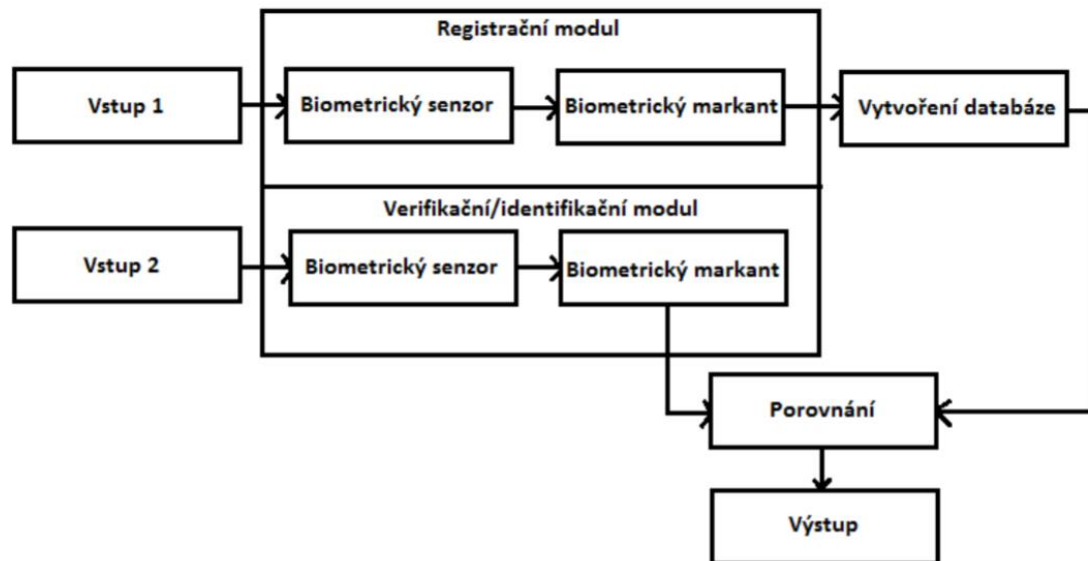 Registrační modul
Vstup 1
Biometrický senzor
Biometrický markant
Vytvoření databáze
Verifikační/identifikační modul
Vstup 2
Biometrický senzor
Biometrický markant
Porovnání
Výstup